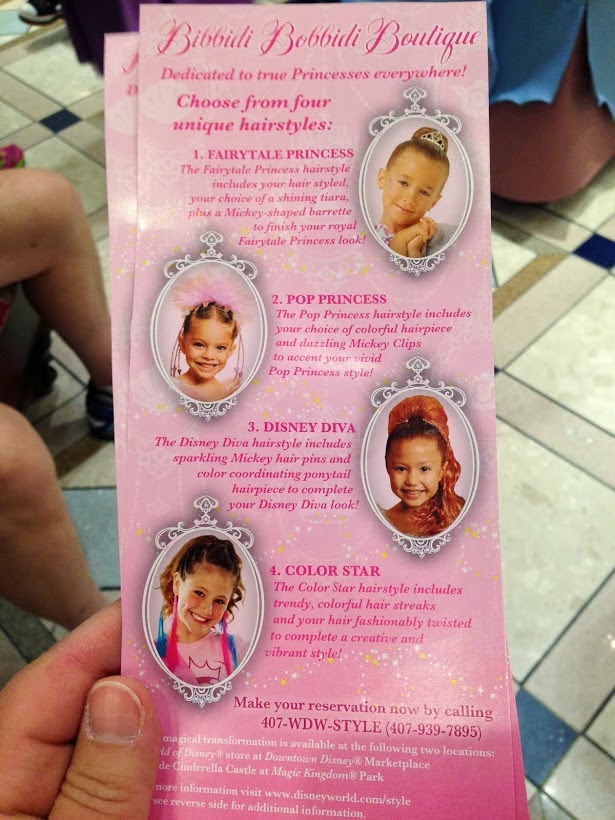 Bibbidi Bobbidi Boutique
Dedicated to true Princesses everywhere!
Choose from four
unique hairstyles:
1. FAIRYTALE PRINCESS
The Fairytale Princess hairstyle
includes your hair styled,
your choice of a shining tiara,
plus a Mickey-shaped barrette
to finish your royal
Fairytale Princess look!
2. POP PRINCESS
The Pop Princess hairstyle includes
your choice of colorful hairpiece
and dazzling Mickey Clips
to accent your vivid
Pop Princess style!
3. DISNEY DIVA
The Disney Diva hairstyle includes
sparkling Mickey hair pins and
color coordinating ponytail
hairpiece to complete
your Disney Diva look!
4. COLOR STAR
The Color Star hairstyle includes
trendy, colorful hair streaks
and your hair fashionably twisted
to complete a creative and
vibrant style!
Make your reservation now by calling
407-WDW-STYLE (407-939-7895)
magical transformation is available at the following two locations:
of Disney® store at Downtown Disney® Marketplace
Cinderella Castle at Magic Kingdom® Park
more information visit www.disneyworld.com/style
see reverse side for additional information.